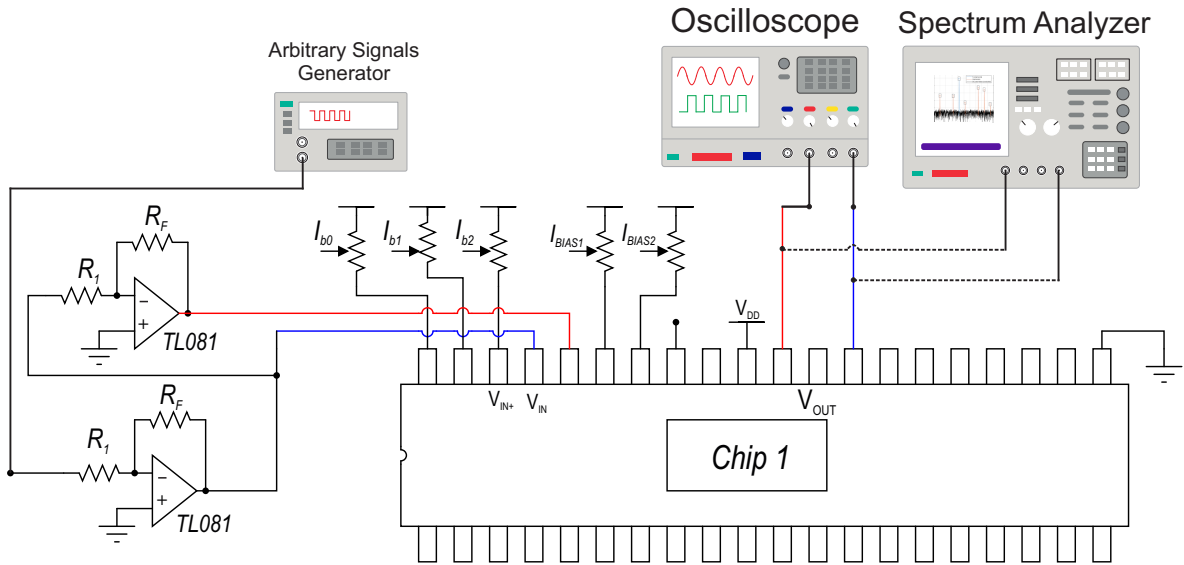 Oscilloscope
Spectrum Analyzer
Arbitrary Signals
Generator
R_F
I_b0
I_b1
I_b2
I_BIAS1
I_BIAS2
R_1
−
+
TL081
V_DD
V_IN+
V_IN
V_OUT
R_F
R_1
−
+
TL081
Chip 1